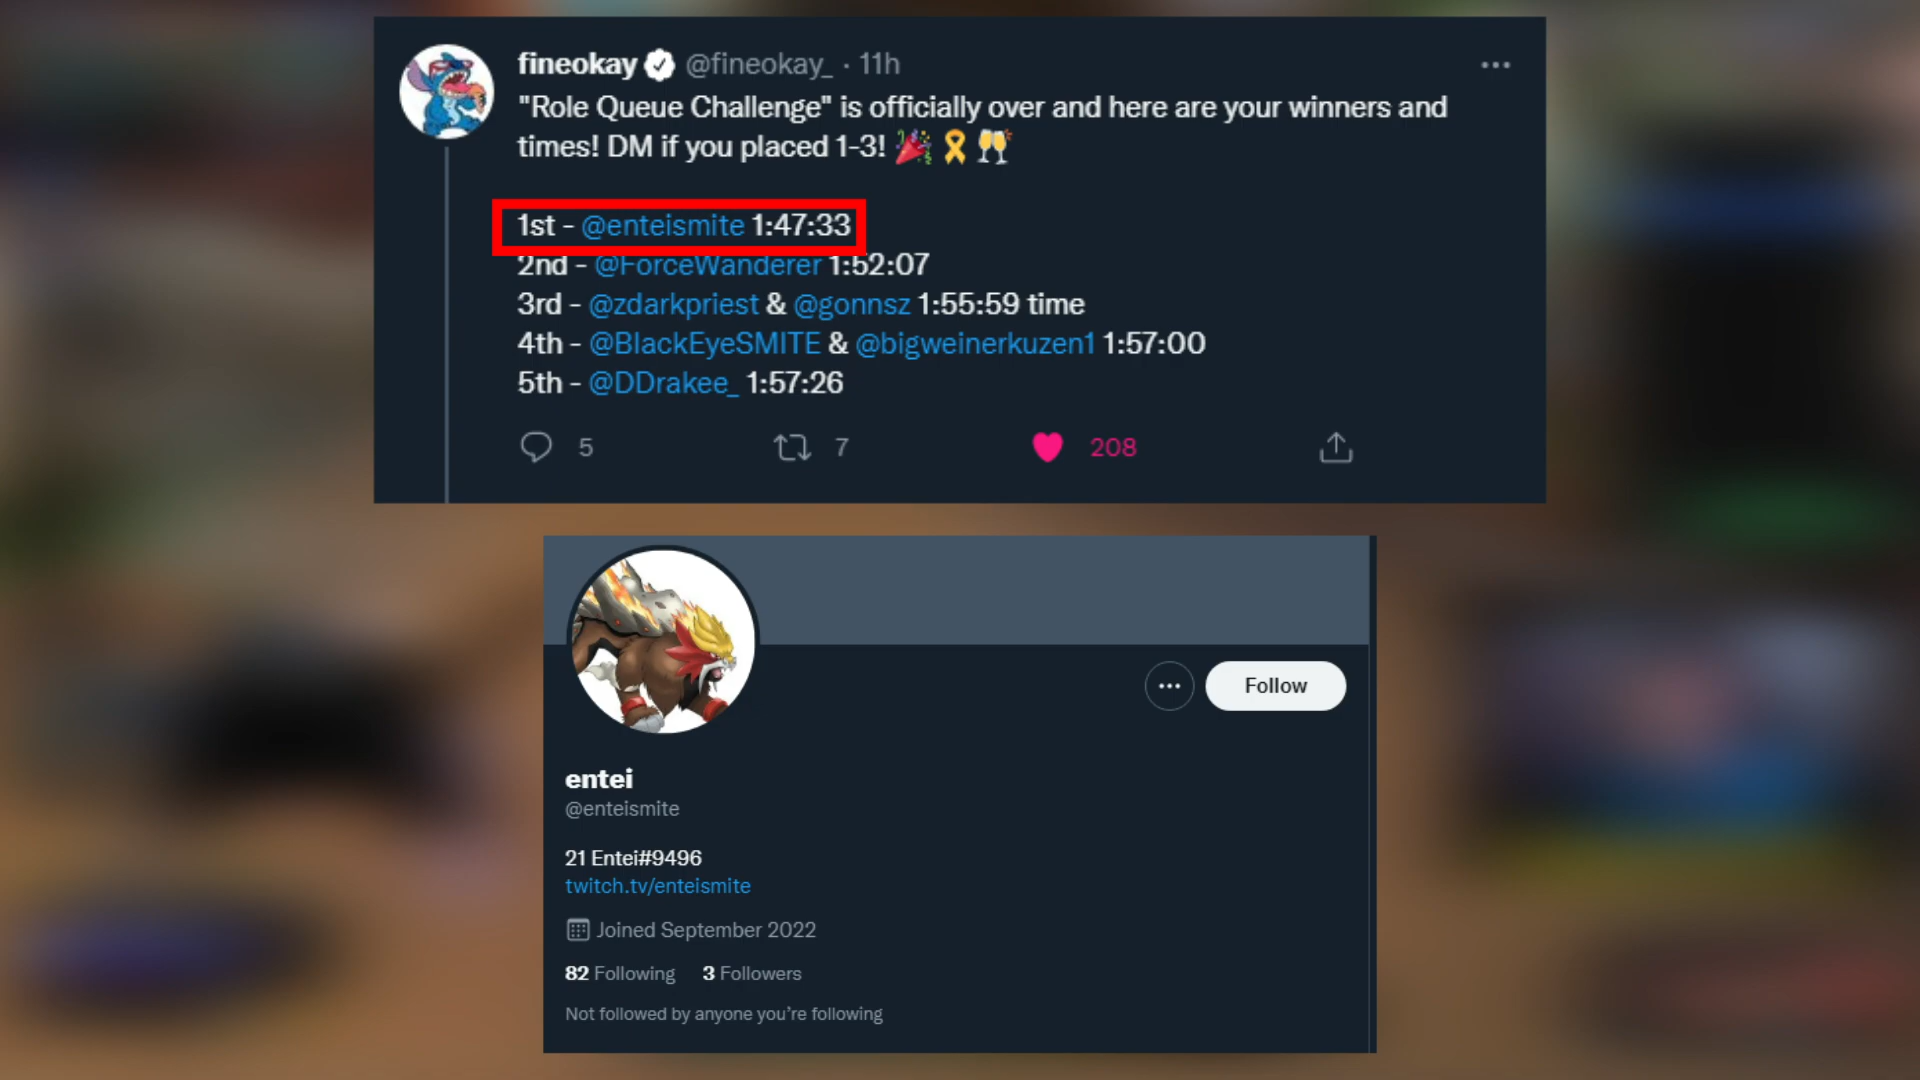 fineokay @fineokay_ · 11h
"Role Queue Challenge" is officially over and here are your winners and
times! DM if you placed 1-3! 🎉🎗️🥂
1st - @enteismite 1:47:33
2nd - @ForceWanderer 1:52:07
3rd - @zdarkpriest & @gonnsz 1:55:59 time
4th - @BlackEyeSMITE & @bigweinerkuzen1 1:57:00
5th - @DDrakee_ 1:57:26
5 7 208
Follow
entei
@enteismite
21 Entei#9496
twitch.tv/enteismite
Joined September 2022
82 Following 3 Followers
Not followed by anyone you’re following